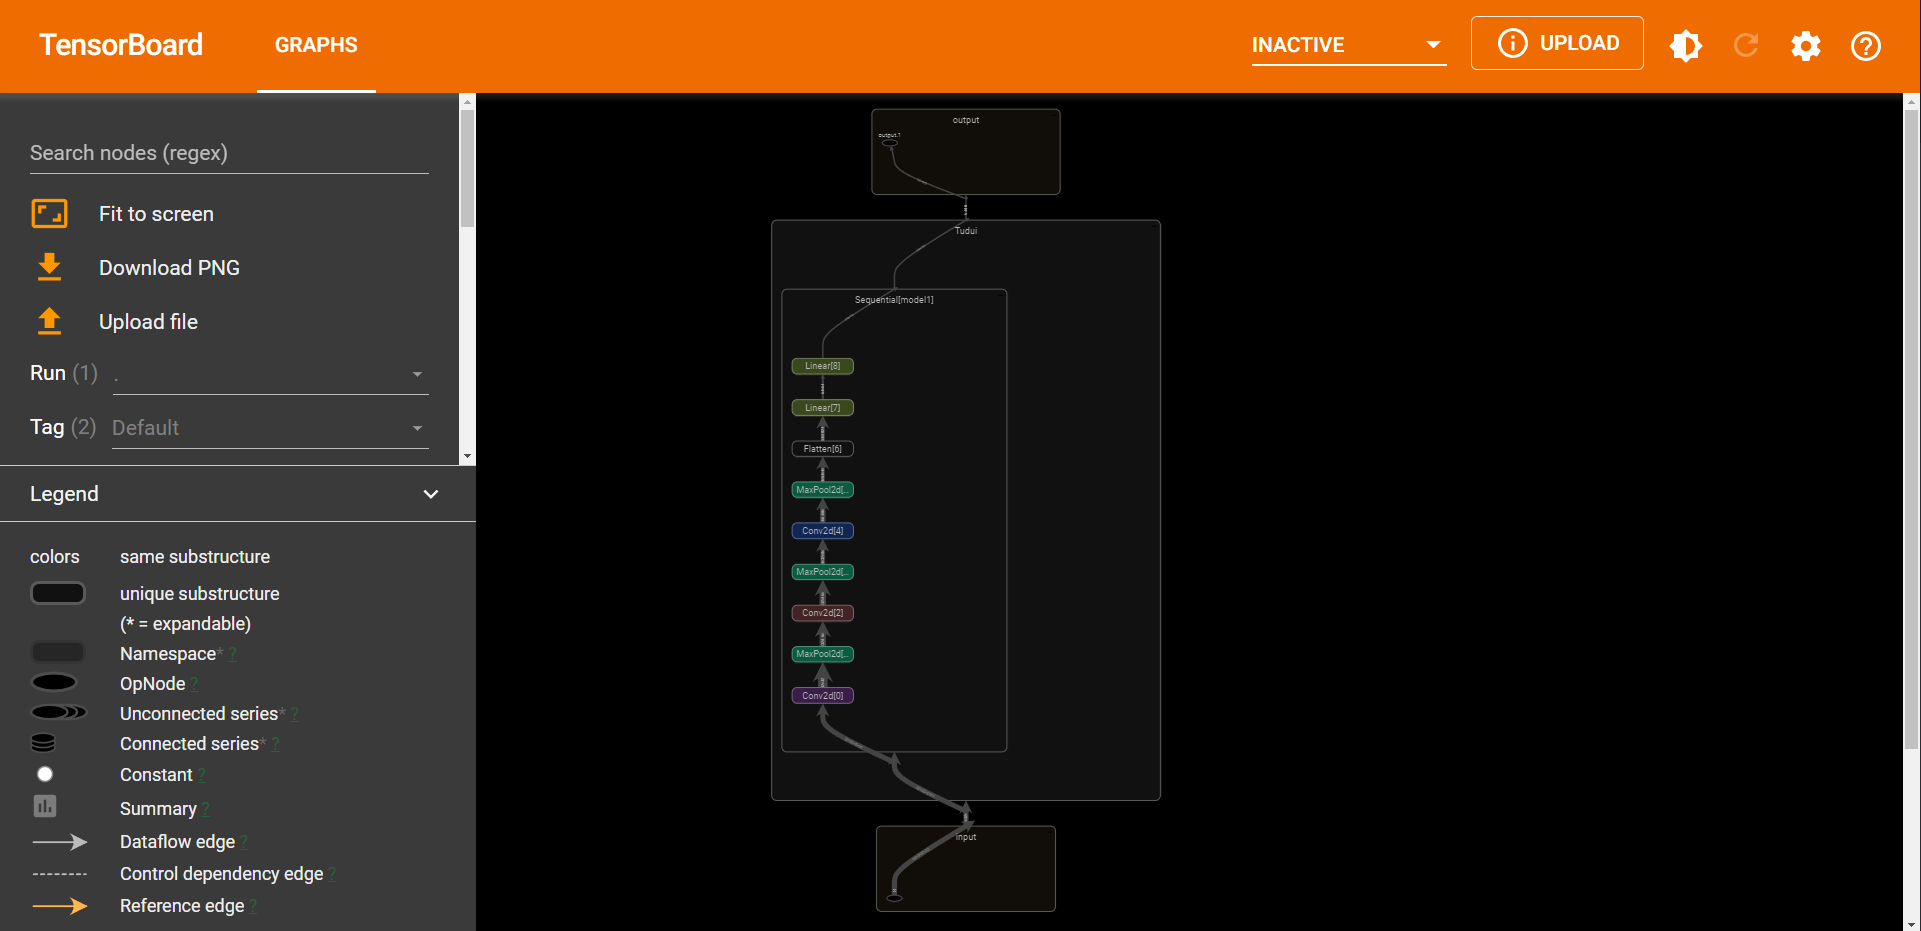 TensorBoard
GRAPHS
INACTIVE
UPLOAD
Search nodes (regex)
Fit to screen
Download PNG
Upload file
Run (1) .
Tag (2) Default
Legend
colors same substructure
unique substructure
(* = expandable)
Namespace* ?
OpNode ?
Unconnected series* ?
Connected series* ?
Constant ?
Summary ?
Dataflow edge ?
Control dependency edge ?
Reference edge ?
output
output.1
Tudui
Sequential[model1]
Linear[8]
Linear[7]
Flatten[6]
MaxPool2d[...
Conv2d[4]
MaxPool2d[...
Conv2d[2]
MaxPool2d[...
Conv2d[0]
input